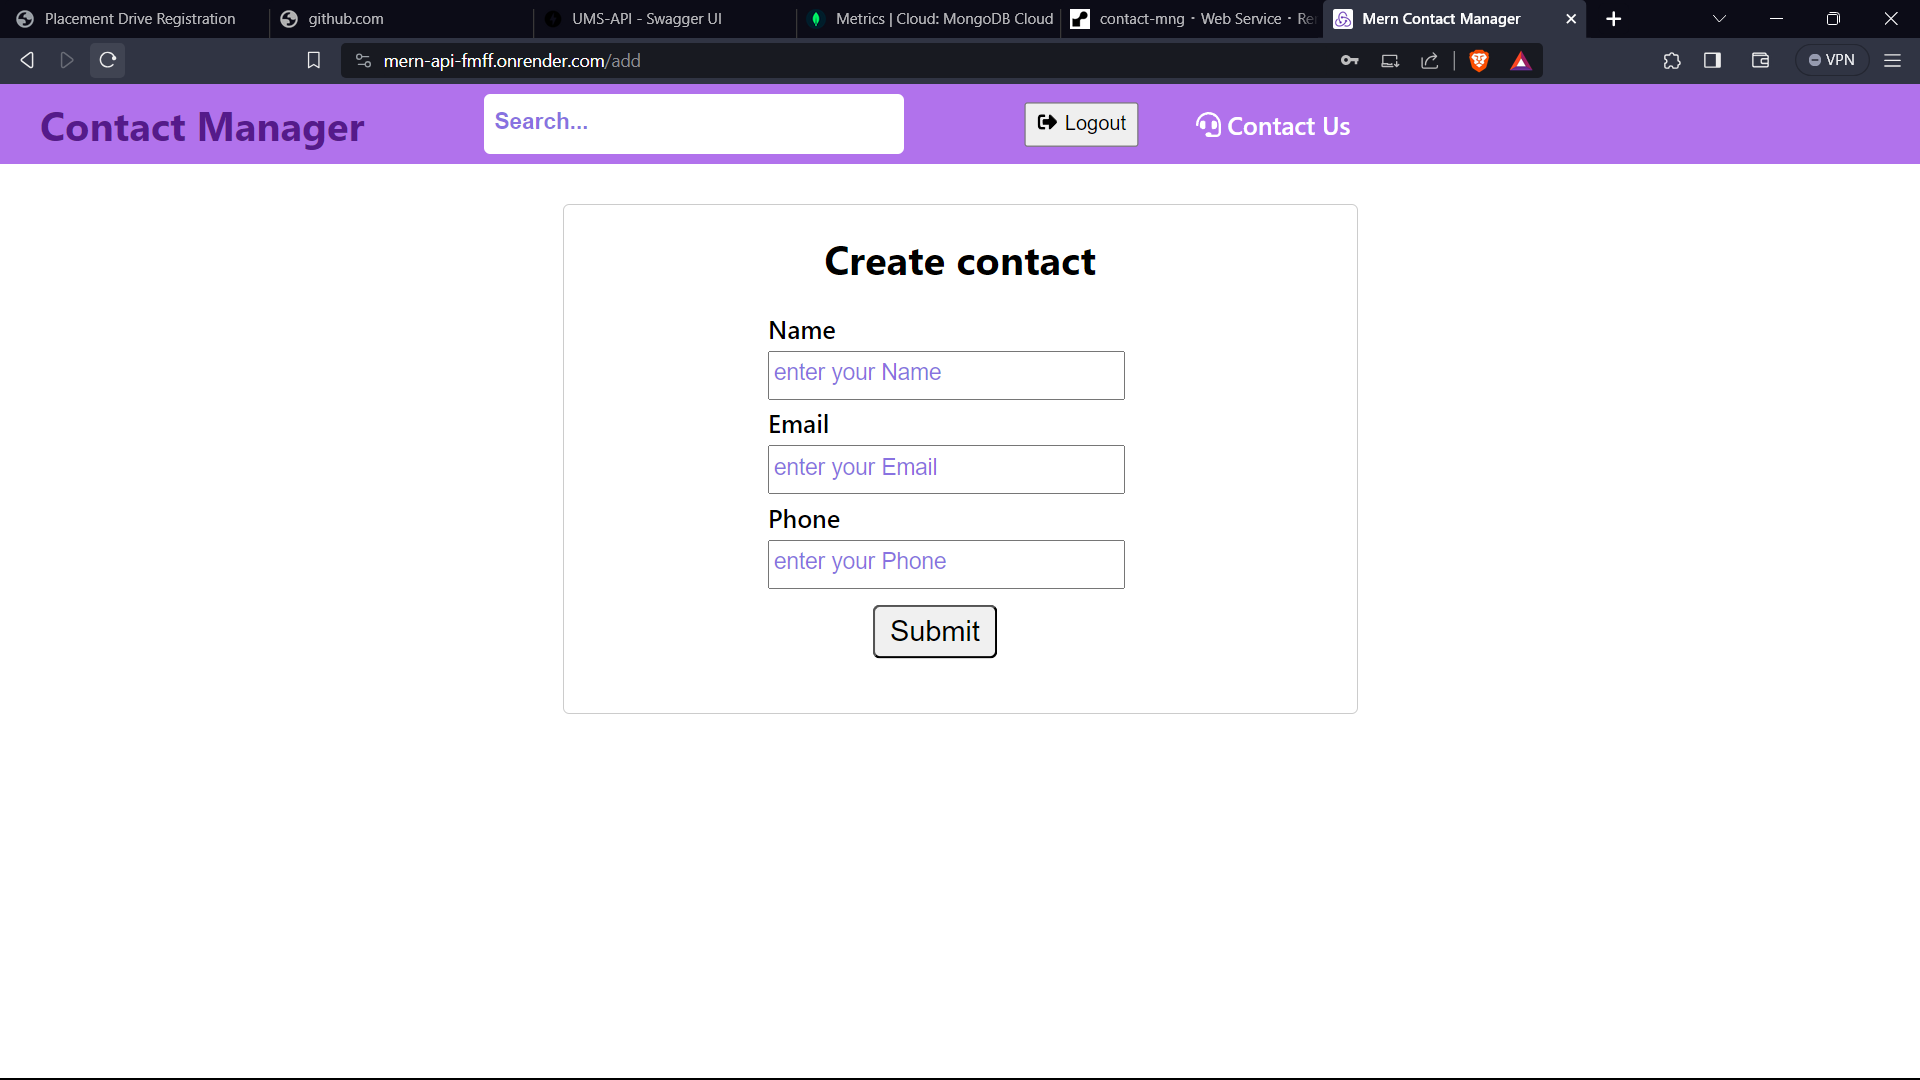 Placement Drive Registration
github.com
UMS-API - Swagger UI
Metrics | Cloud: MongoDB Cloud
contact-mng · Web Service · Re
Mern Contact Manager
mern-api-fmff.onrender.com/add
VPN
Contact Manager
Search...
Logout
Contact Us
Create contact
Name
enter your Name
Email
enter your Email
Phone
enter your Phone
Submit